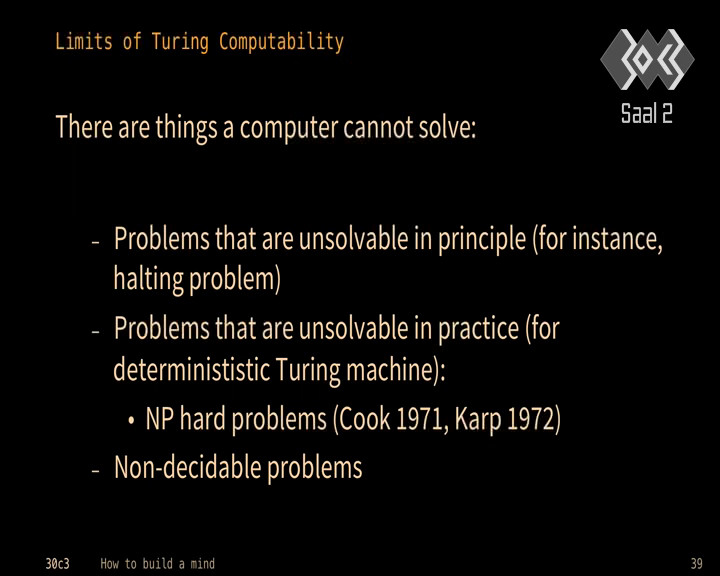 Limits of Turing Computability
Saal 2
There are things a computer cannot solve:
– Problems that are unsolvable in principle (for instance,
halting problem)
– Problems that are unsolvable in practice (for
determinististic Turing machine):
• NP hard problems (Cook 1971, Karp 1972)
– Non-decidable problems
30c3 How to build a mind 39